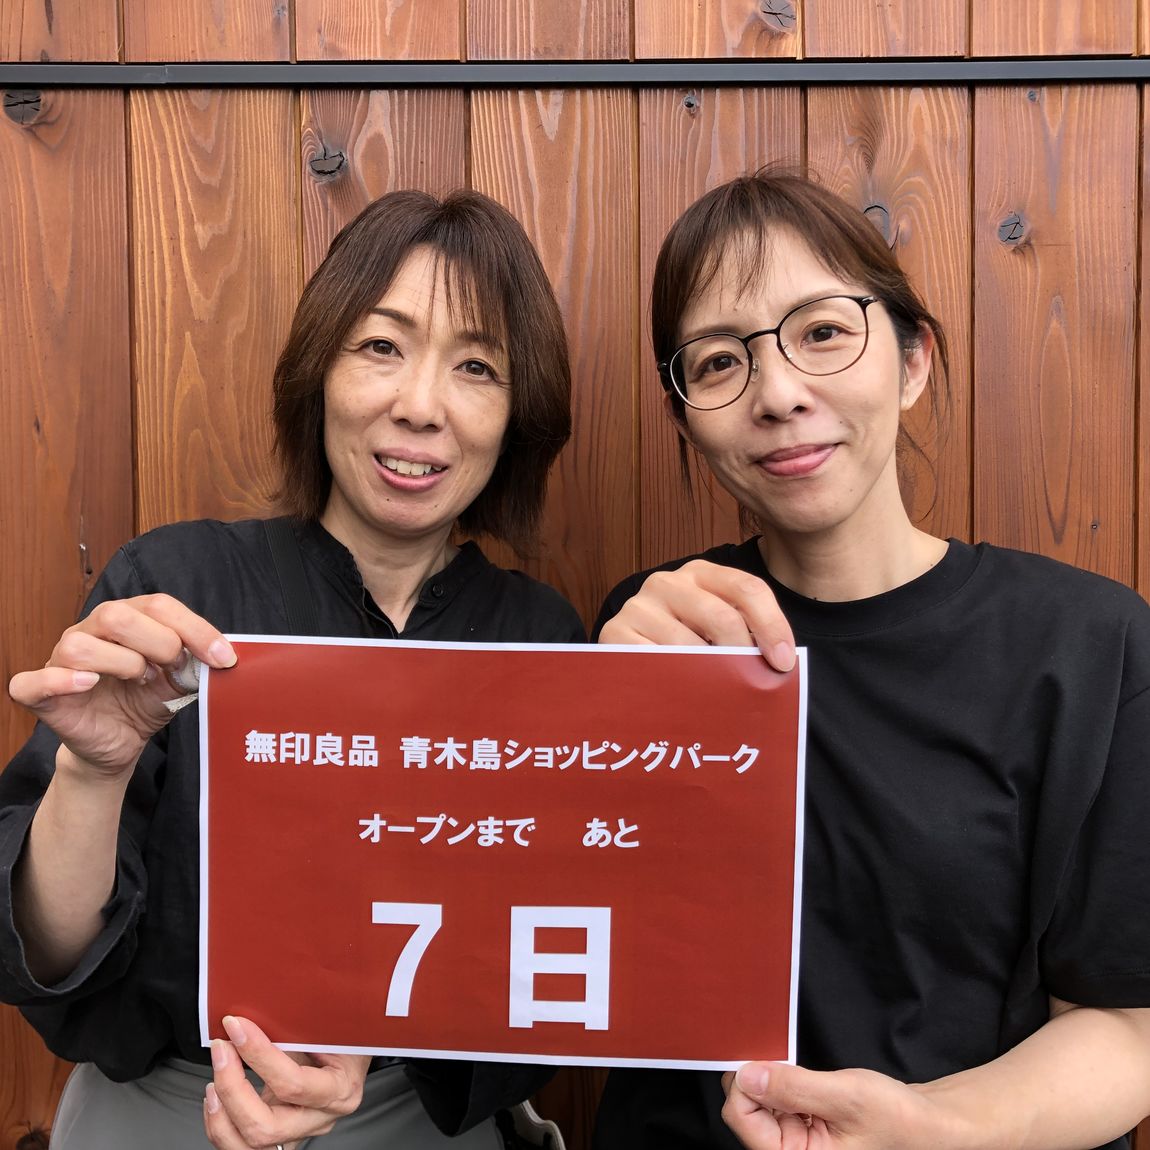 無印良品 青木島ショッピングパーク
オープンまで あと
7日